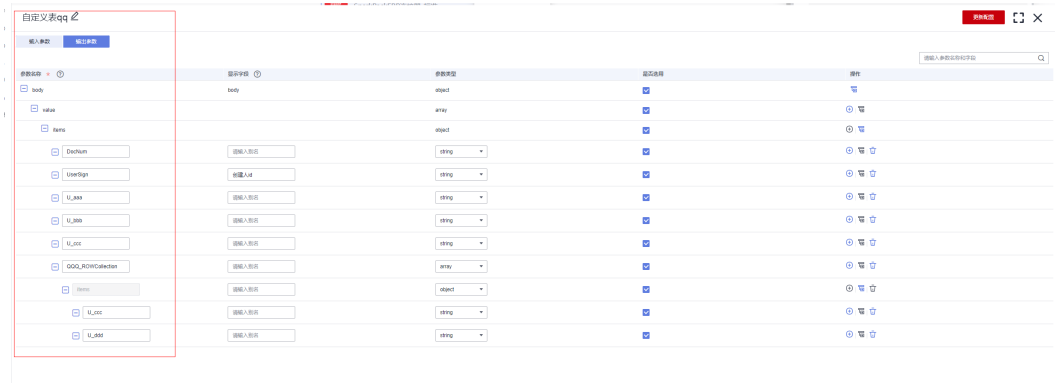 自定义表qq
更新配置
输入参数 输出参数
请输入参数名称和字段
参数名称 * 显示字段 参数类型 是否选用 操作
body body object
value array
items object
DocNum 请输入别名 string
UserSign 创建人id string
U_aaa 请输入别名 string
U_bbb 请输入别名 string
U_ccc 请输入别名 string
QQQ_ROWCollection 请输入别名 array
items 请输入别名 object
U_ccc 请输入别名 string
U_ddd 请输入别名 string